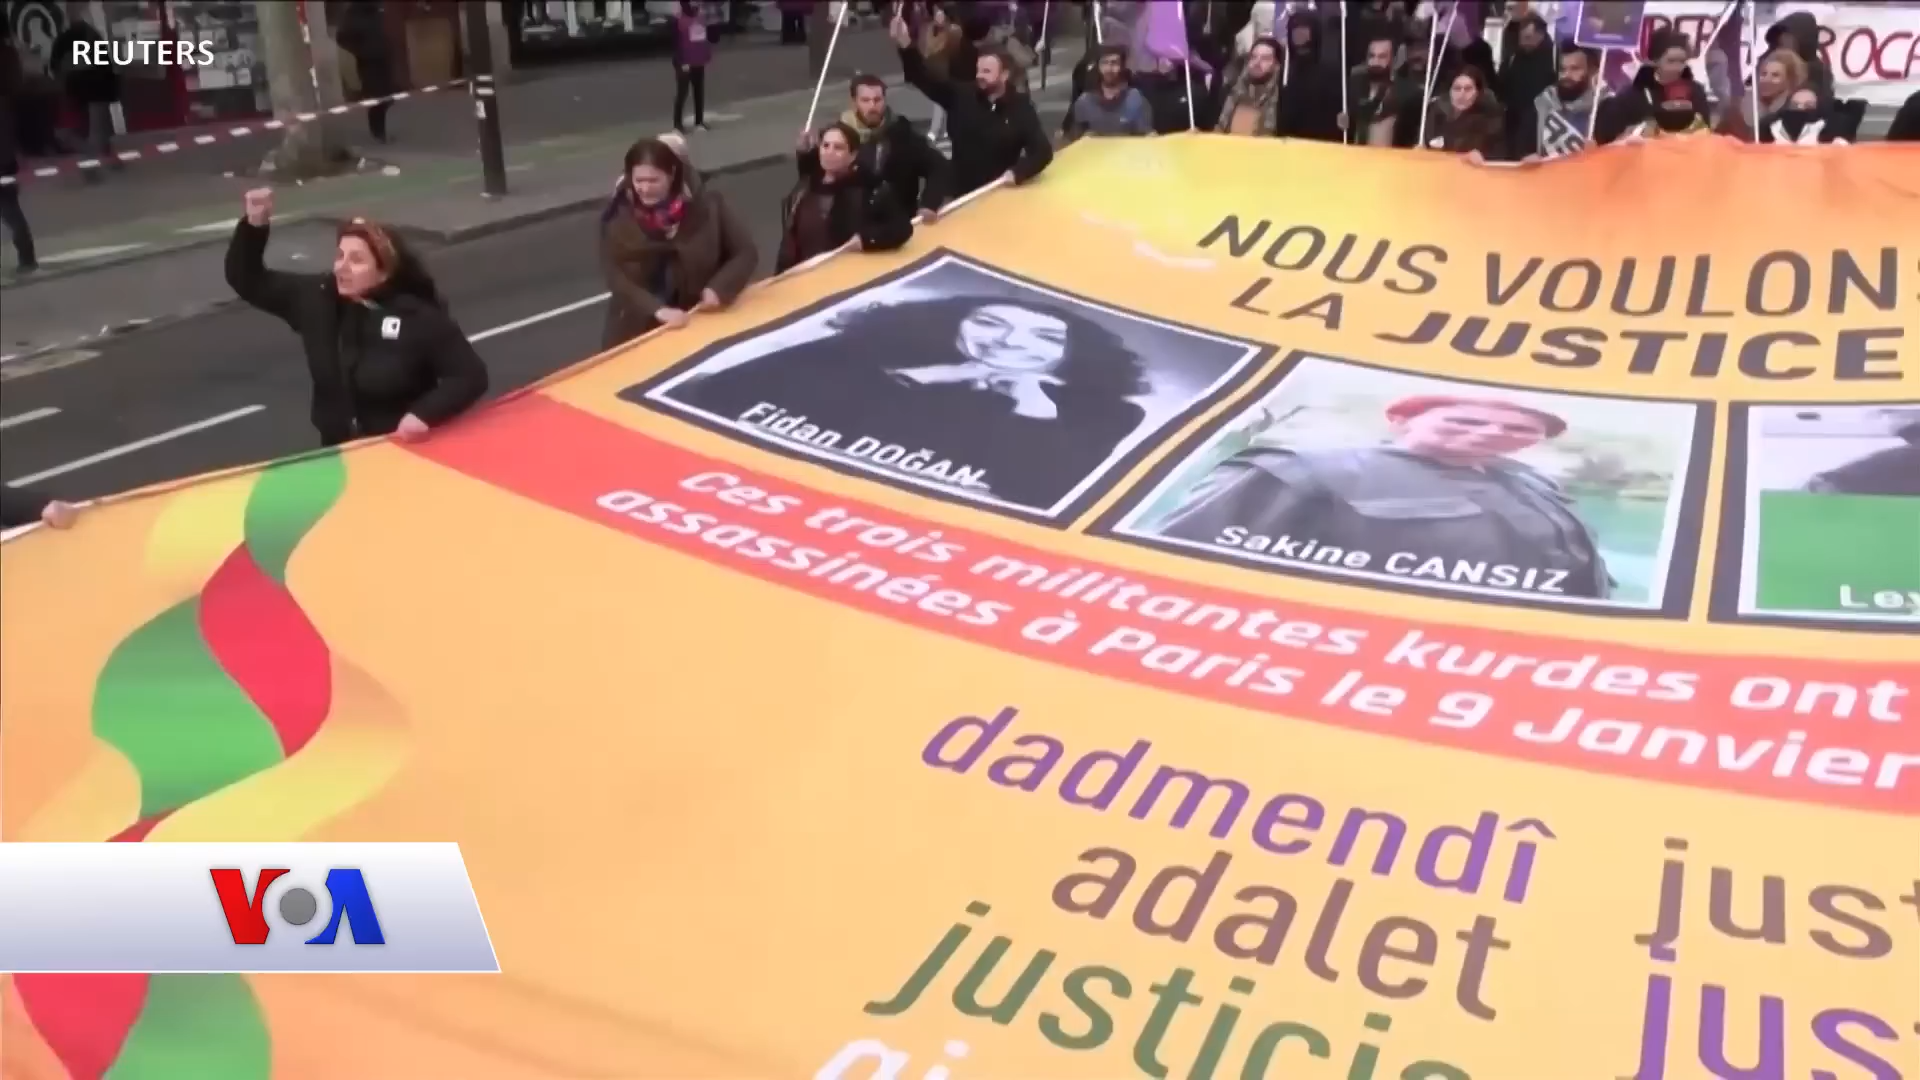 REUTERS
NOUS VOULONS
LA JUSTICE
Fidan DOĞAN
Sakine CANSIZ
Ces trois militantes kurdes ont
assassinées à Paris le 9 Janvier
dadmendî
adalet
justicia
VOA